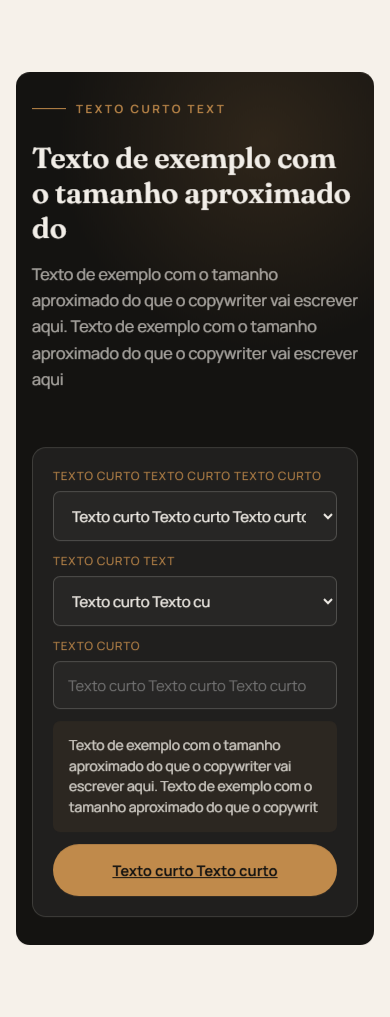 TEXTO CURTO TEXT
Texto de exemplo com
o tamanho aproximado
do
Texto de exemplo com o tamanho
aproximado do que o copywriter vai escrever
aqui. Texto de exemplo com o tamanho
aproximado do que o copywriter vai escrever
aqui
TEXTO CURTO TEXTO CURTO TEXTO CURTO
Texto curto Texto curto Texto curto
TEXTO CURTO TEXT
Texto curto Texto cu
TEXTO CURTO
Texto curto Texto curto Texto curto
Texto de exemplo com o tamanho
aproximado do que o copywriter vai
escrever aqui. Texto de exemplo com o
tamanho aproximado do que o copywrit
Texto curto Texto curto